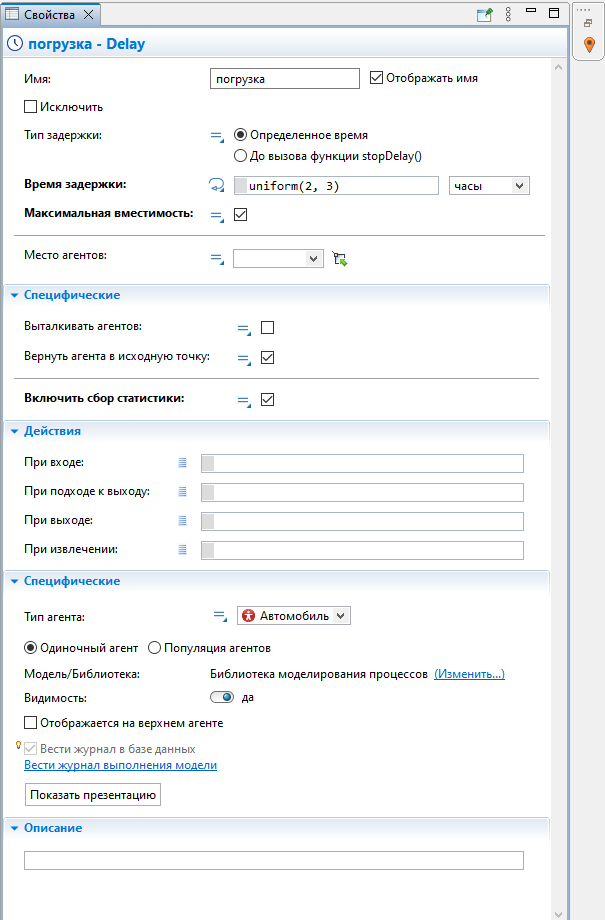 Свойства
погрузка - Delay
Имя: погрузка Отображать имя
Исключить
Тип задержки: Определенное время
До вызова функции stopDelay()
Время задержки: uniform(2, 3) часы
Максимальная вместимость:
Место агентов:
Специфические
Выталкивать агентов:
Вернуть агента в исходную точку:
Включить сбор статистики:
Действия
При входе:
При подходе к выходу:
При выходе:
При извлечении:
Специфические
Тип агента: Автомобиль
Одиночный агент Популяция агентов
Модель/Библиотека: Библиотека моделирования процессов (Изменить...)
Видимость: да
Отображается на верхнем агенте
Вести журнал в базе данных
Вести журнал выполнения модели
Показать презентацию
Описание